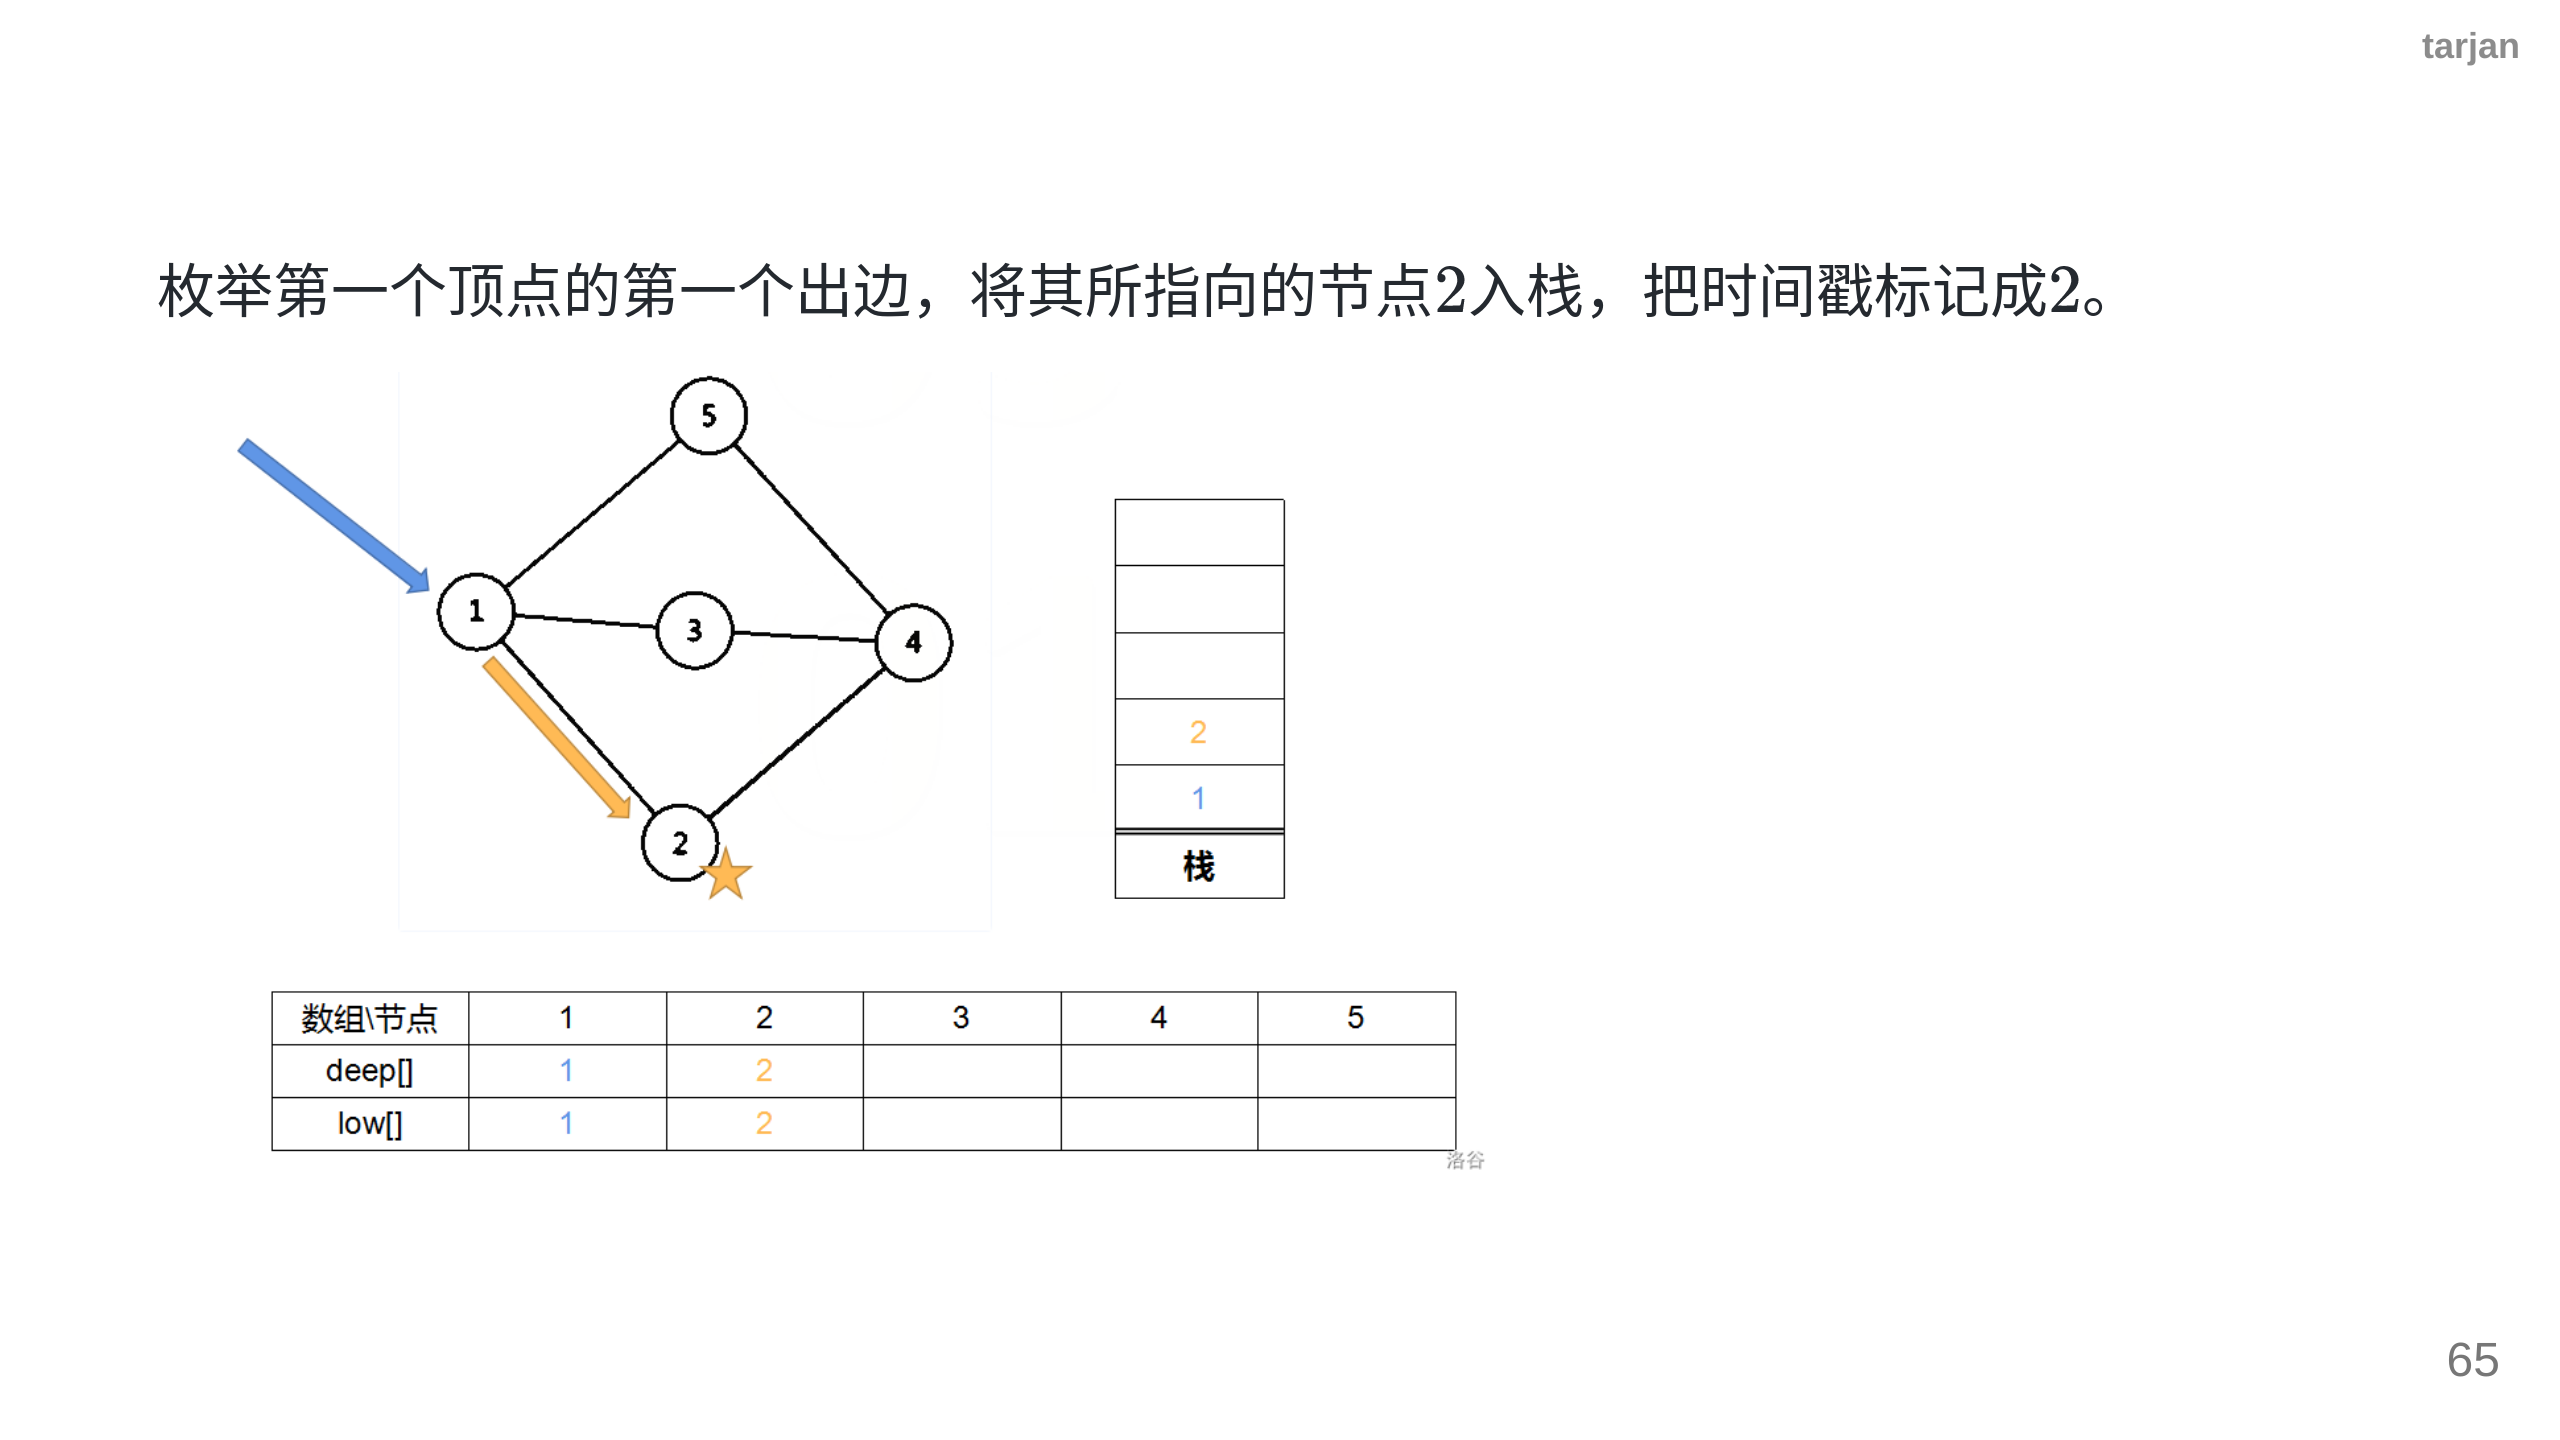 tarjan
枚举第一个顶点的第一个出边，将其所指向的节点2入栈，把时间戳标记成2。
5
1
3
4
2
2
1
栈
数组\节点 1 2 3 4 5
deep[] 1 2
low[] 1 2
洛谷
65